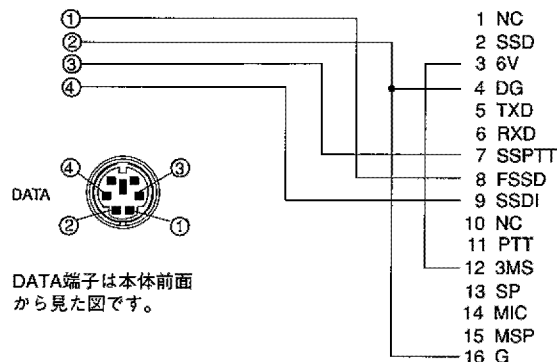 ①
②
③
④
1 NC
2 SSD
3 6V
4 DG
5 TXD
6 RXD
7 SSPTT
8 FSSD
9 SSDI
10 NC
11 PTT
12 3MS
13 SP
14 MIC
15 MSP
16 G
DATA
④
③
②
①
DATA端子は本体前面
から見た図です。